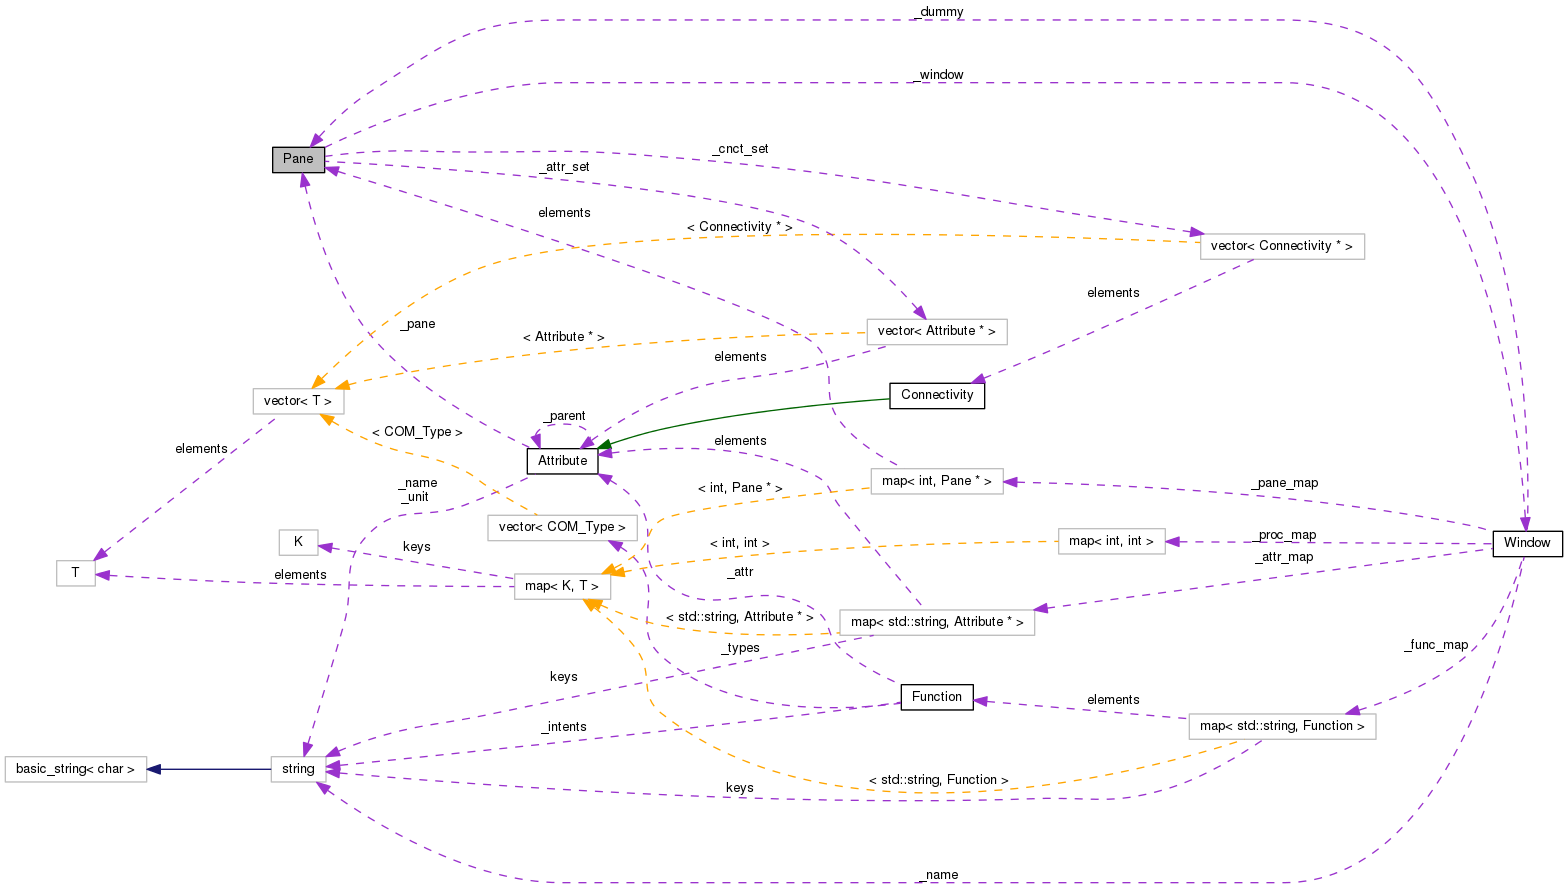 _dummy
_window
_cnct_set
Pane
_attr_set
elements
< Connectivity * >
vector< Connectivity * >
elements
_pane
vector< Attribute * >
< Attribute * >
elements
Connectivity
vector< T >
_parent
< COM_Type >
elements
elements
Attribute
map< int, Pane * >
_name
_unit
< int, Pane * >
_pane_map
vector< COM_Type >
K
keys
< int, int >
map< int, int >
_proc_map
Window
_attr_map
T
elements
_attr
map< K, T >
< std::string, Attribute * >
map< std::string, Attribute * >
_types
_func_map
keys
Function
elements
_intents
map< std::string, Function >
basic_string< char >
string
< std::string, Function >
keys
_name